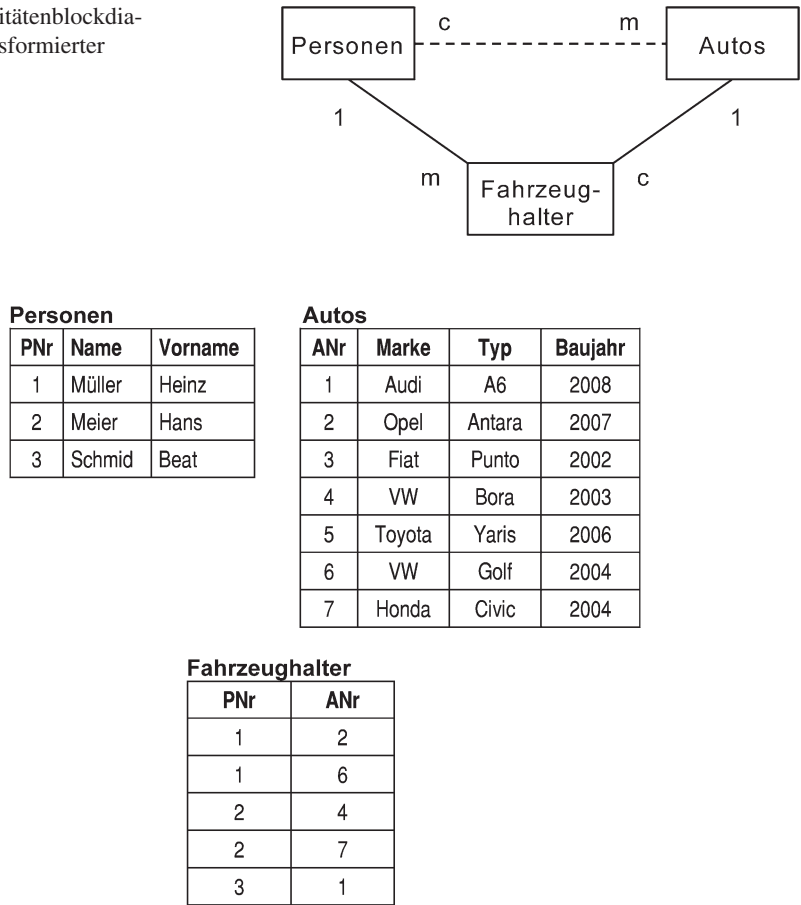 itätenblockdia-
sformierter
c m
Personen Autos
1 1
m c
Fahrzeug-
halter
Personen
PNr Name Vorname
1 Müller Heinz
2 Meier Hans
3 Schmid Beat
Autos
ANr Marke Typ Baujahr
1 Audi A6 2008
2 Opel Antara 2007
3 Fiat Punto 2002
4 VW Bora 2003
5 Toyota Yaris 2006
6 VW Golf 2004
7 Honda Civic 2004
Fahrzeughalter
PNr ANr
1 2
1 6
2 4
2 7
3 1